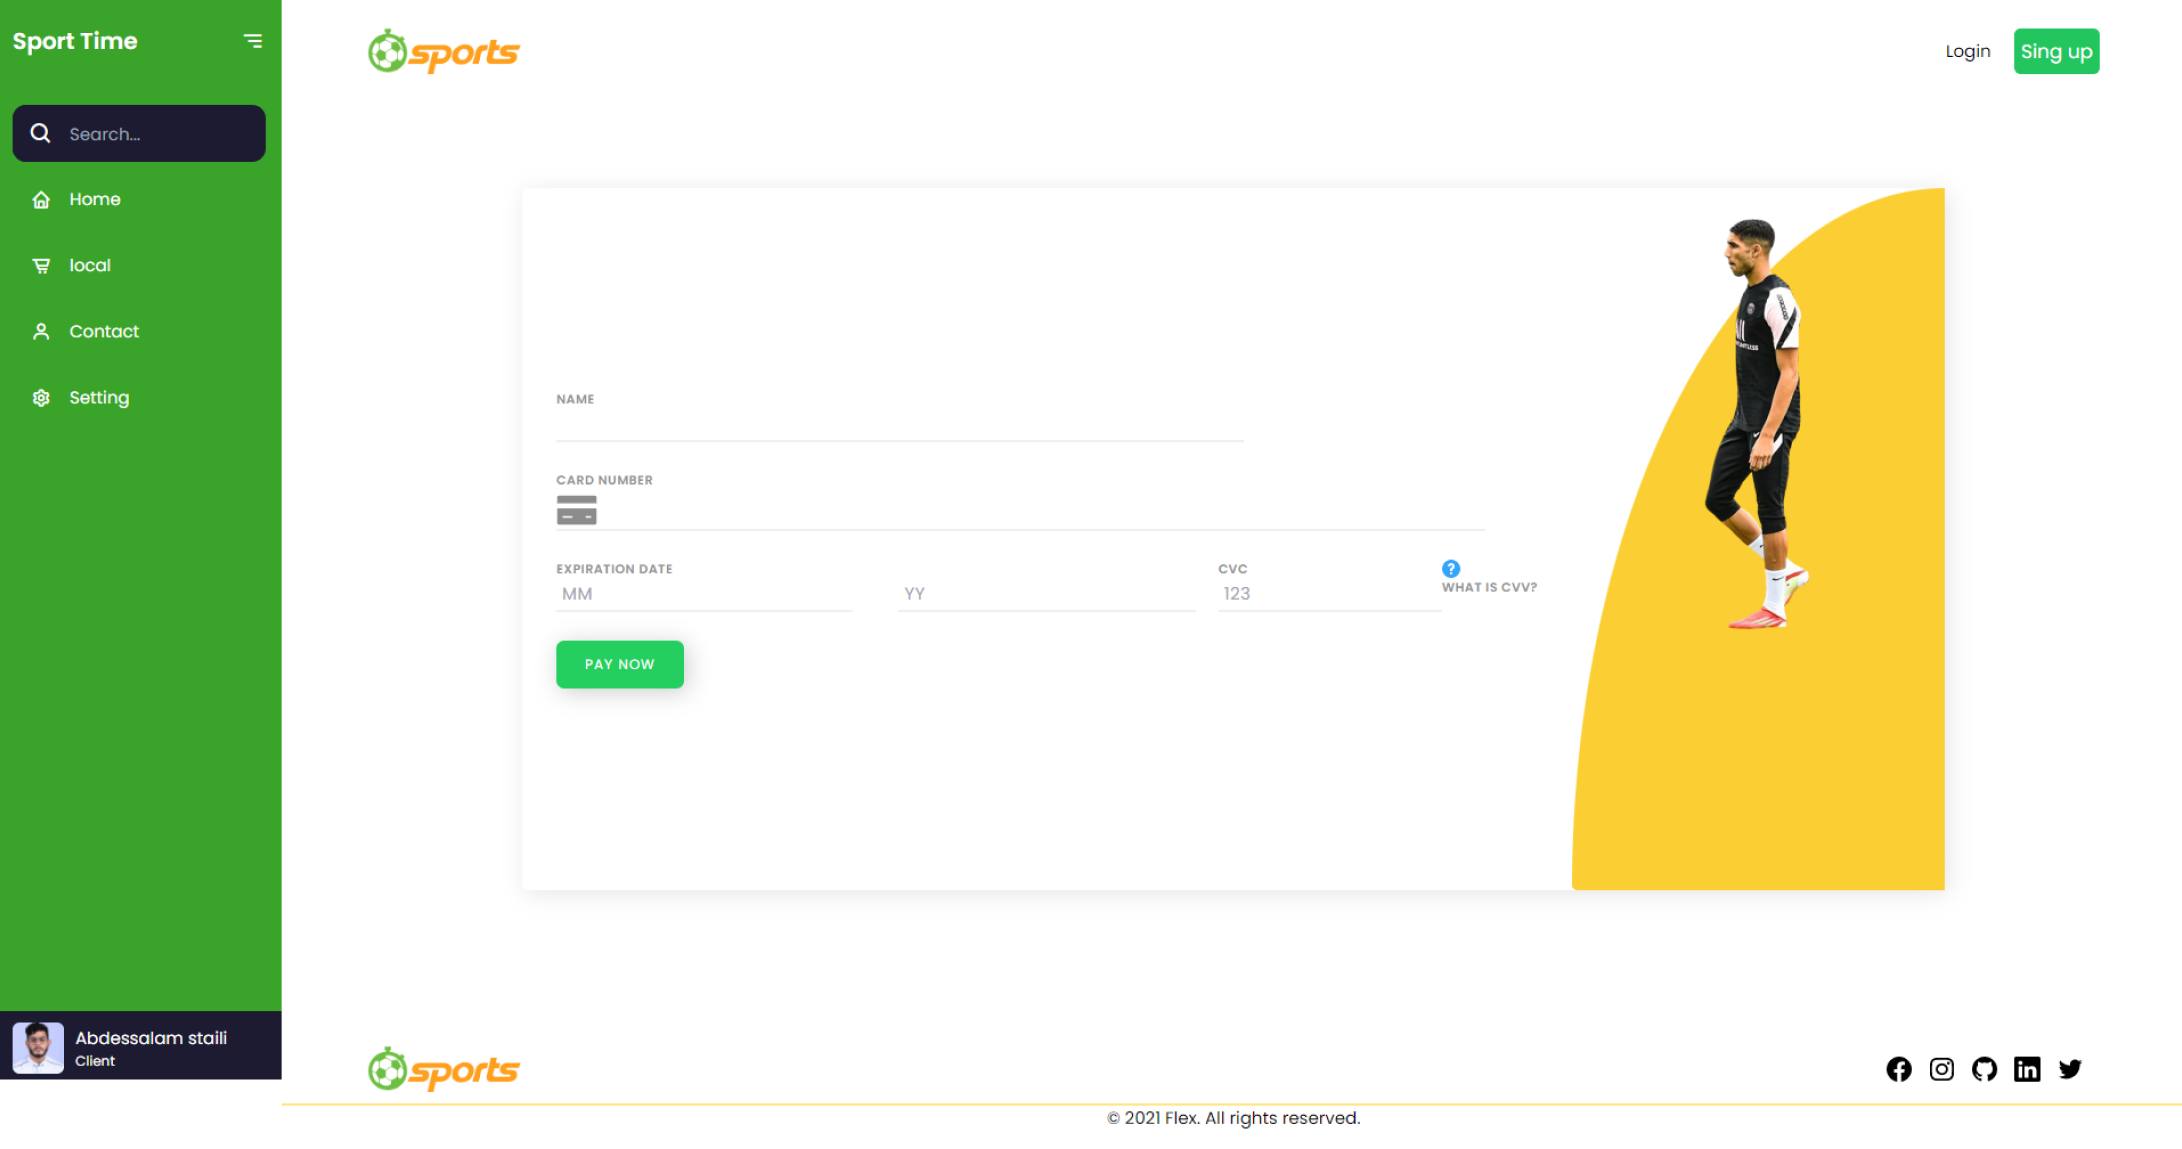 Sport Time
Search...
Home
local
Contact
Setting
Abdessalam staili
Client
sports
Login
Sing up
NAME
CARD NUMBER
EXPIRATION DATE
CVC
MM
YY
123
WHAT IS CVV?
PAY NOW
sports
© 2021 Flex. All rights reserved.